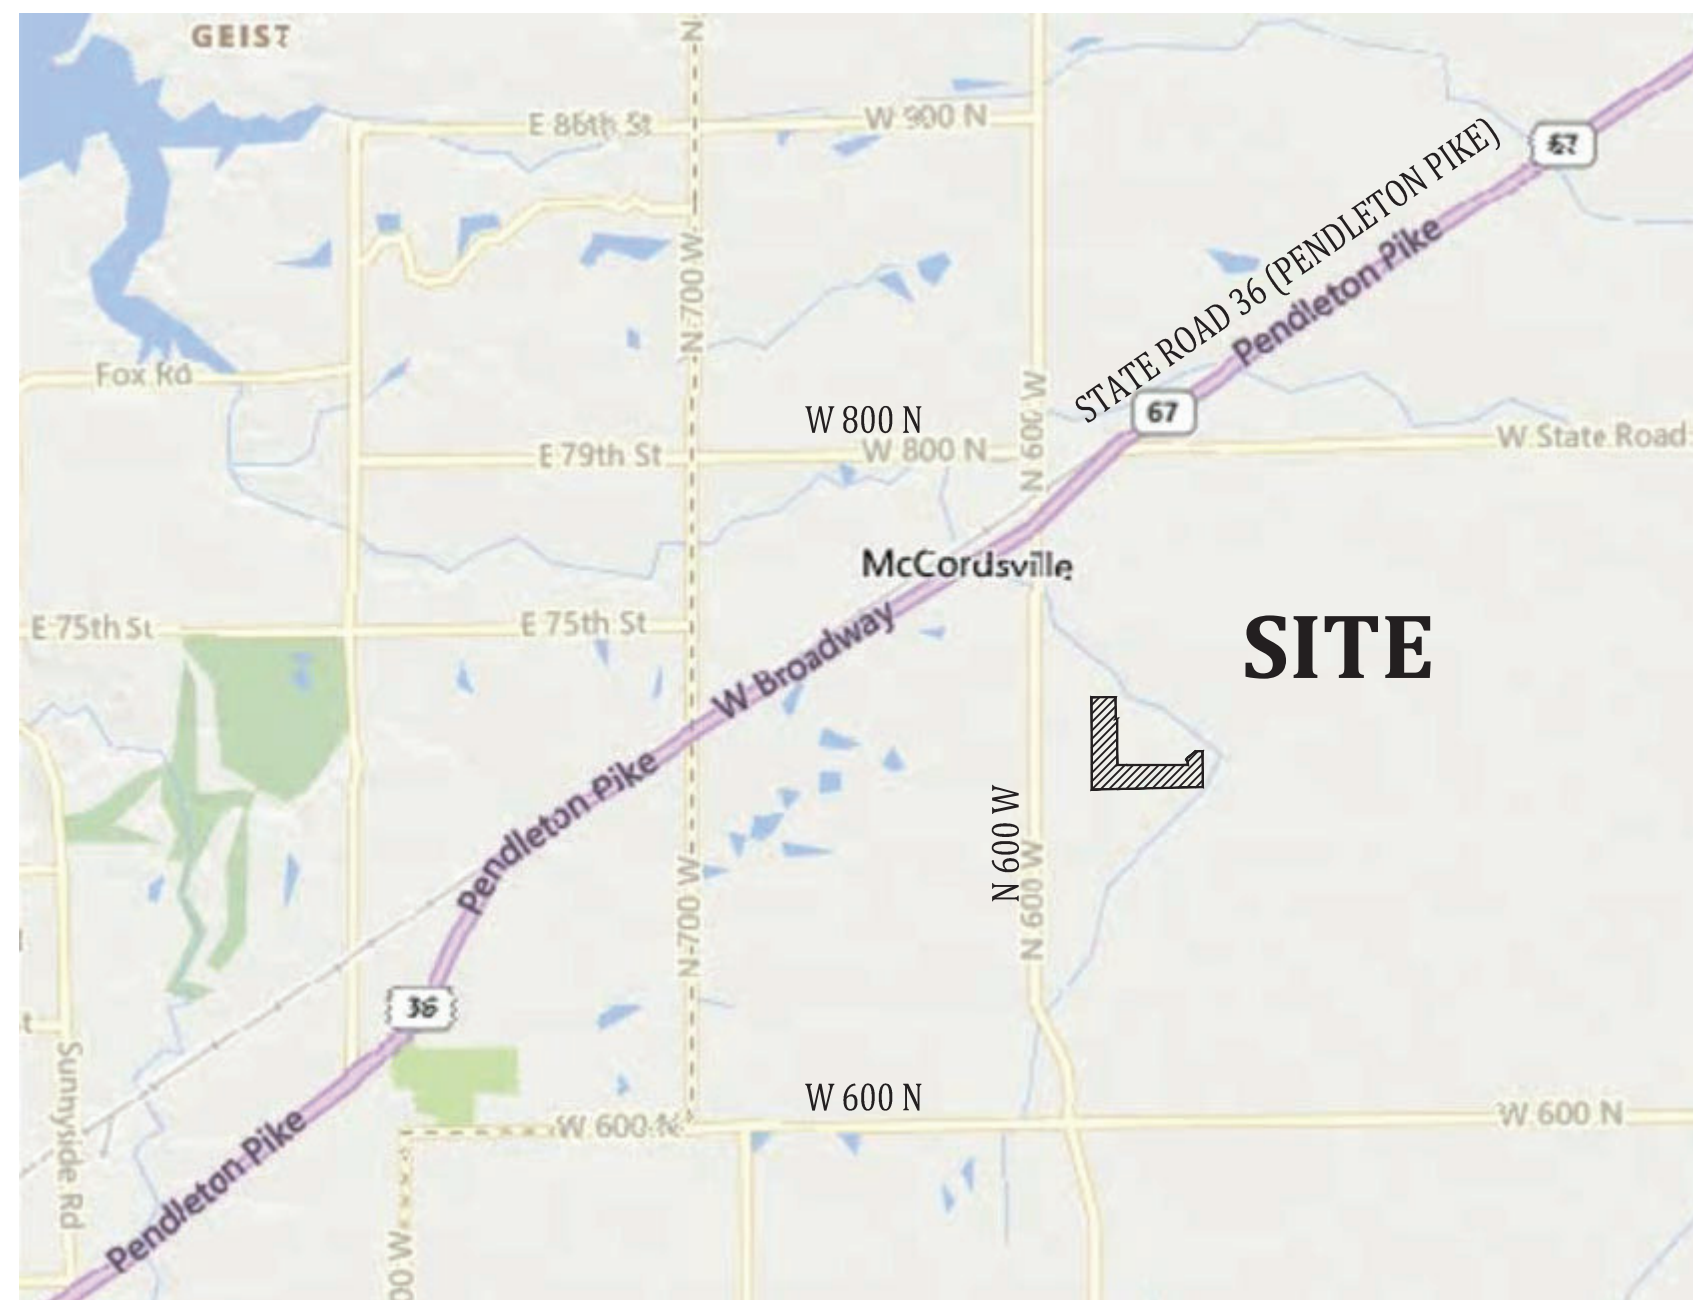 GEIST
N
E 86th St
W 900 N
67
STATE ROAD 36 (PENDLETON PIKE)
Pendleton Pike
N 700 W
Fox Rd
W 800 N
N 600 W
67
E 79th St
W 800 N
W State Road
McCordsville
E 75th St
E 75th St
W Broadway
SITE
Pendleton Pike
N 600 W
N 600 W
N 700 W
36
Sunnyside Rd
W 600 N
W 600 N
W 600 N
Pendleton Pike
00 W